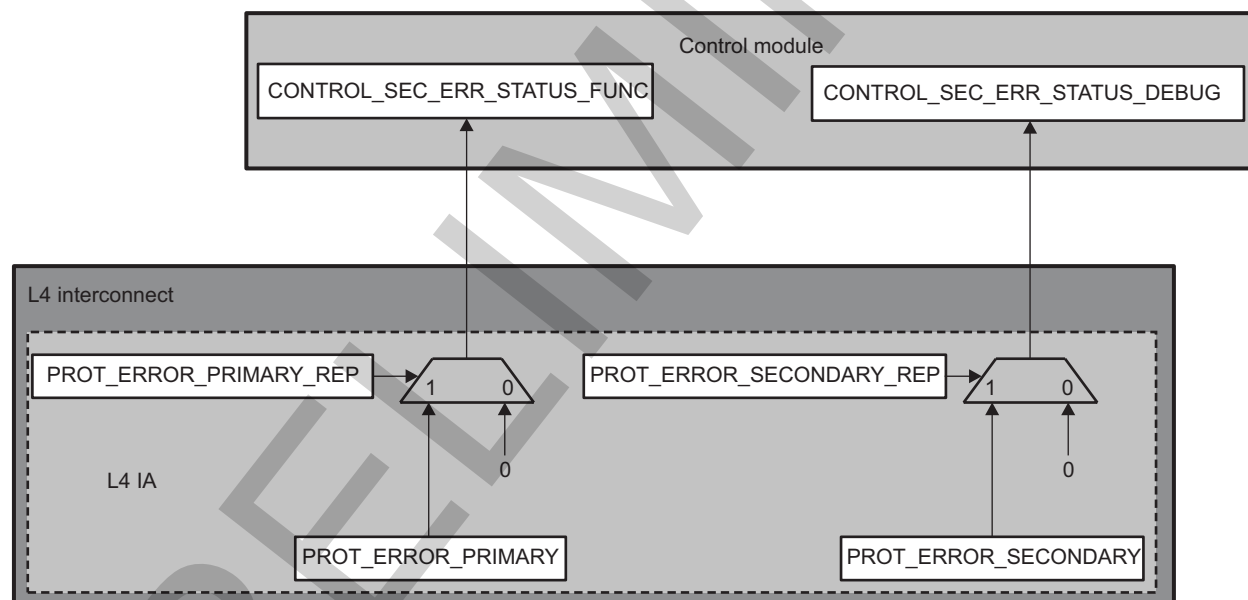 Control module
CONTROL_SEC_ERR_STATUS_FUNC
CONTROL_SEC_ERR_STATUS_DEBUG
L4 interconnect
PROT_ERROR_PRIMARY_REP
1 0
PROT_ERROR_SECONDARY_REP
1 0
L4 IA
0
0
PROT_ERROR_PRIMARY
PROT_ERROR_SECONDARY